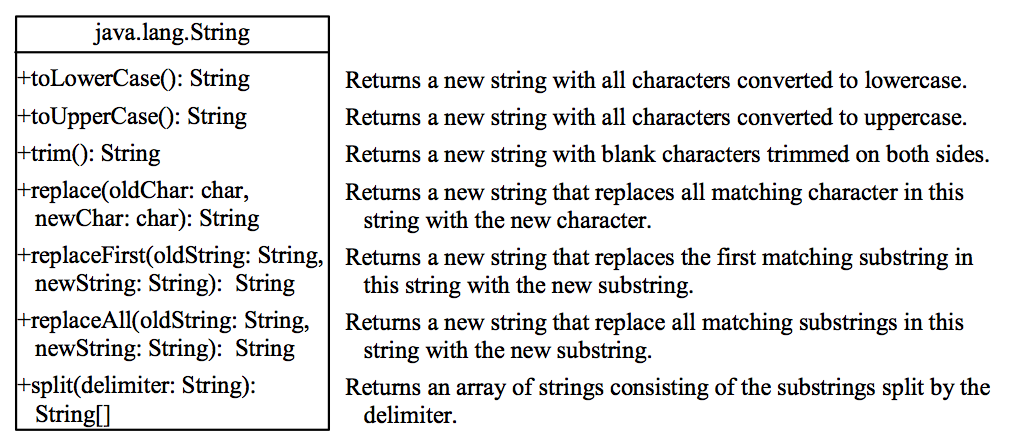 java.lang.String
+toLowerCase(): String Returns a new string with all characters converted to lowercase.
+toUpperCase(): String Returns a new string with all characters converted to uppercase.
+trim(): String Returns a new string with blank characters trimmed on both sides.
+replace(oldChar: char, Returns a new string that replaces all matching character in this
newChar: char): String string with the new character.
+replaceFirst(oldString: String, Returns a new string that replaces the first matching substring in
newString: String): String this string with the new substring.
+replaceAll(oldString: String, Returns a new string that replace all matching substrings in this
newString: String): String string with the new substring.
+split(delimiter: String): Returns an array of strings consisting of the substrings split by the
String[] delimiter.